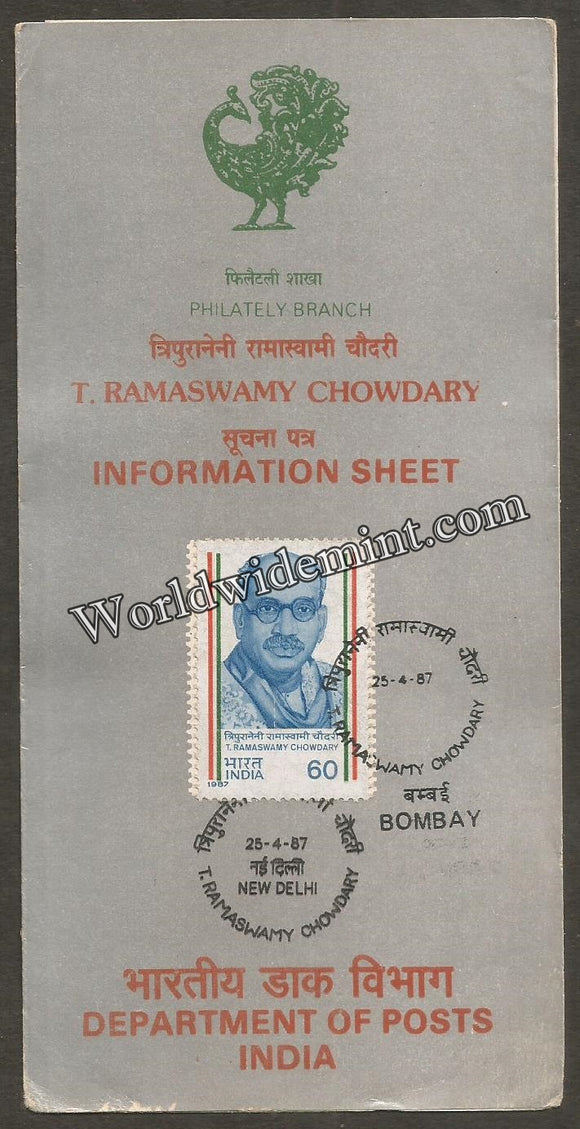 फिलैटली शाखा
PHILATELY BRANCH
त्रिपुरानेनी रामास्वामी चौदरी
T. RAMASWAMY CHOWDARY
सूचना पत्र
INFORMATION SHEET
Worldwidemint.com
त्रिपुरानेनी रामास्वामी चौदरी
T. RAMASWAMY CHOWDARY
भारत
INDIA 60
1987
त्रिपुरानेनी रामास्वामी चौदरी
25-4-87
T. RAMASWAMY CHOWDARY
बम्बई
BOMBAY
चौदरी
25-4-87
नई दिल्ली
NEW DELHI
T. RAMASWAMY CHOWDARY
भारतीय डाक विभाग
DEPARTMENT OF POSTS
INDIA